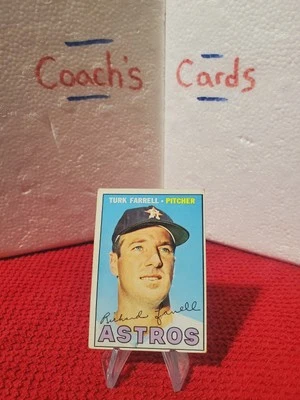 Coach's Cards
TURK FARRELL • PITCHER
Richard Farrell
ASTROS